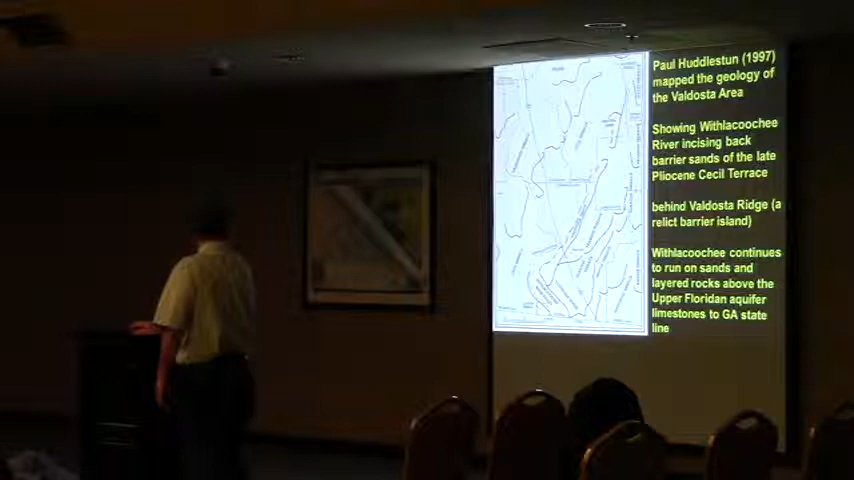 Paul Huddlestun (1997)
mapped the geology of
the Valdosta Area
Showing Withlacoochee
River incising back
barrier sands of the late
Pliocene Cecil Terrace
behind Valdosta Ridge (a
relict barrier island)
Withlacoochee continues
to run on sands and
layered rocks above the
Upper Floridan aquifer
limestones to GA state
line